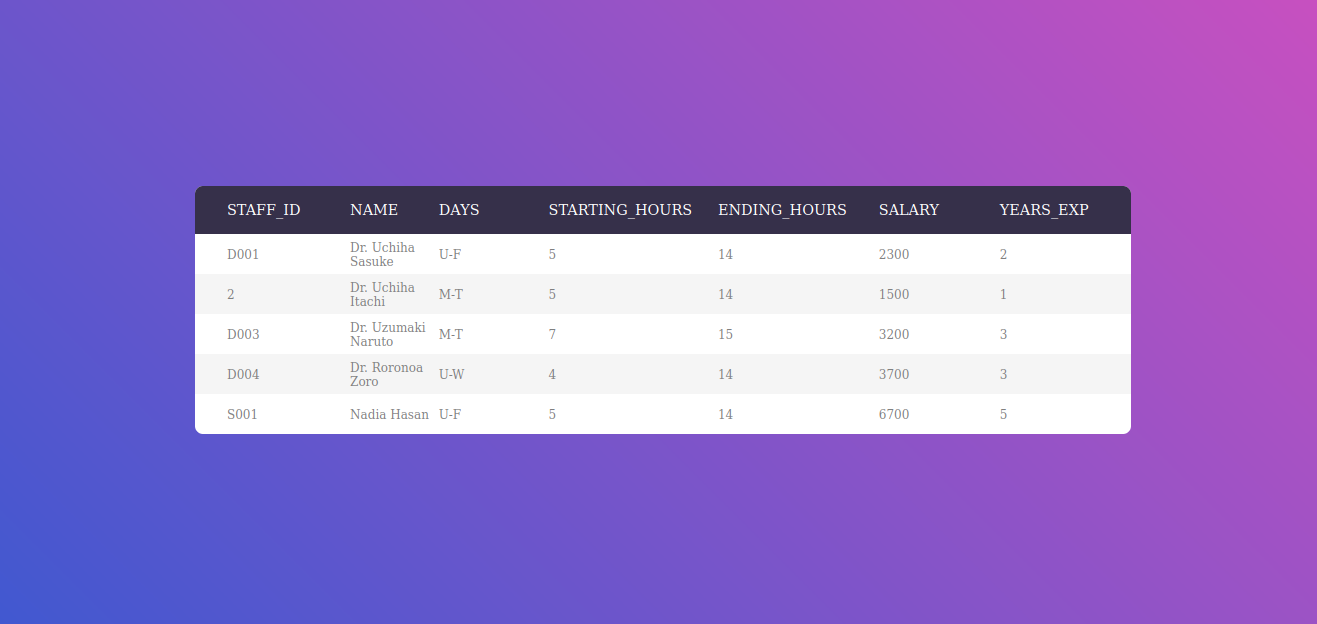 STAFF_ID NAME DAYS STARTING_HOURS ENDING_HOURS SALARY YEARS_EXP
D001 Dr. Uchiha Sasuke U-F 5 14 2300 2
2 Dr. Uchiha Itachi M-T 5 14 1500 1
D003 Dr. Uzumaki Naruto M-T 7 15 3200 3
D004 Dr. Roronoa Zoro U-W 4 14 3700 3
S001 Nadia Hasan U-F 5 14 6700 5